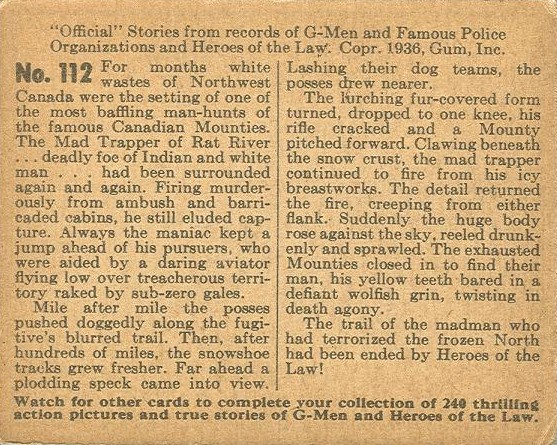 "Official" Stories from records of G-Men and Famous Police
Organizations and Heroes of the Law. Copr. 1936, Gum, Inc.
No. 112 For months white
wastes of Northwest
Canada were the setting of one of
the most baffling man-hunts of
the famous Canadian Mounties.
The Mad Trapper of Rat River
. . . deadly foe of Indian and white
man . . . had been surrounded
again and again. Firing murder-
ously from ambush and barri-
caded cabins, he still eluded cap-
ture. Always the maniac kept a
jump ahead of his pursuers, who
were aided by a daring aviator
flying low over treacherous terri-
tory raked by sub-zero gales.
Mile after mile the posses
pushed doggedly along the fugi-
tive's blurred trail. Then, after
hundreds of miles, the snowshoe
tracks grew fresher. Far ahead a
plodding speck came into view.
Lashing their dog teams, the
posses drew nearer.
The lurching fur-covered form
turned, dropped to one knee, his
rifle cracked and a Mounty
pitched forward. Clawing beneath
the snow crust, the mad trapper
continued to fire from his icy
breastworks. The detail returned
the fire, creeping from either
flank. Suddenly the huge body
rose against the sky, reeled drunk-
enly and sprawled. The exhausted
Mounties closed in to find their
man, his yellow teeth bared in a
defiant wolfish grin, twisting in
death agony.
The trail of the madman who
had terrorized the frozen North
had been ended by Heroes of the
Law!
Watch for other cards to complete your collection of 240 thrilling
action pictures and true stories of G-Men and Heroes of the Law.